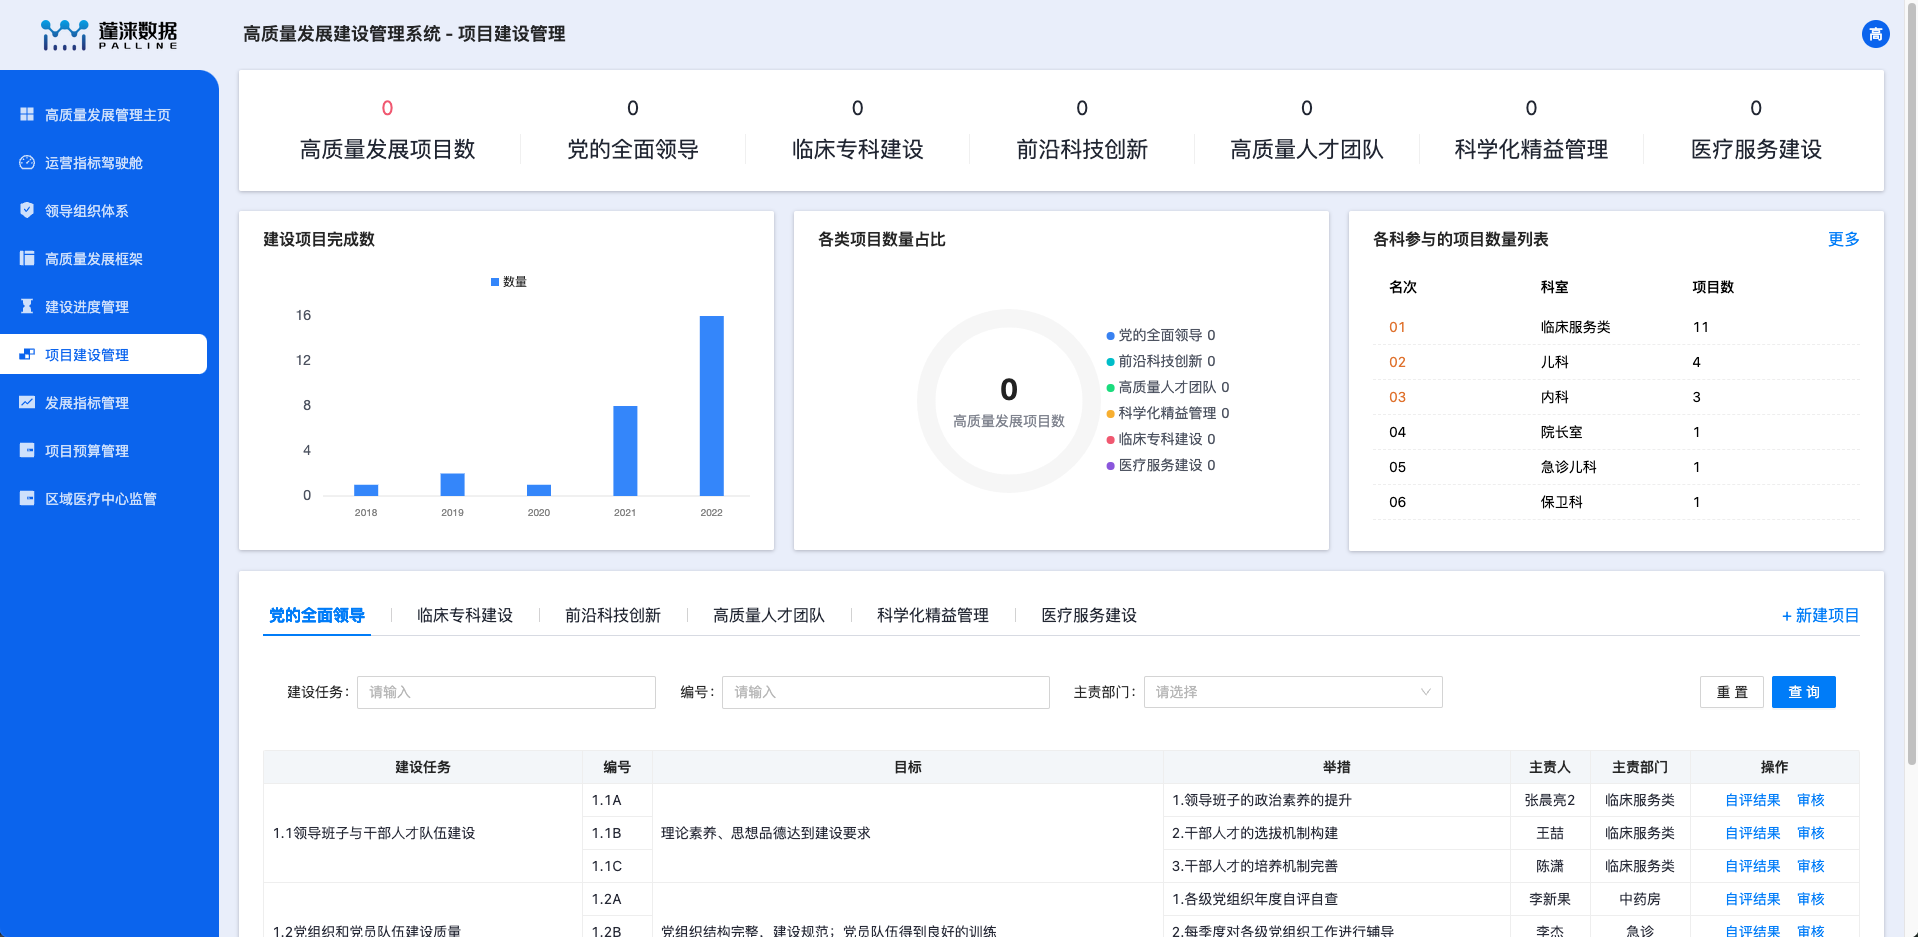 蓬涞数据
PALLINE
高质量发展建设管理系统 - 项目建设管理
高
高质量发展管理主页
运营指标驾驶舱
领导组织体系
高质量发展框架
建设进度管理
项目建设管理
发展指标管理
项目预算管理
区域医疗中心监管
0 0 0 0 0 0 0
高质量发展项目数 党的全面领导 临床专科建设 前沿科技创新 高质量人才团队 科学化精益管理 医疗服务建设
建设项目完成数
数量
16
12
8
4
0
2018 2019 2020 2021 2022
各类项目数量占比
0
高质量发展项目数
党的全面领导 0
前沿科技创新 0
高质量人才团队 0
科学化精益管理 0
临床专科建设 0
医疗服务建设 0
各科参与的项目数量列表 更多
名次 科室 项目数
01 临床服务类 11
02 儿科 4
03 内科 3
04 院长室 1
05 急诊儿科 1
06 保卫科 1
党的全面领导 临床专科建设 前沿科技创新 高质量人才团队 科学化精益管理 医疗服务建设 + 新建项目
建设任务: 请输入 编号: 请输入 主责部门: 请选择 重 置 查 询
建设任务 编号 目标 举措 主责人 主责部门 操作
1.1A 1.领导班子的政治素养的提升 张晨亮2 临床服务类 自评结果 审核
1.1领导班子与干部人才队伍建设 1.1B 理论素养、思想品德达到建设要求 2.干部人才的选拔机制构建 王喆 临床服务类 自评结果 审核
1.1C 3.干部人才的培养机制完善 陈潇 临床服务类 自评结果 审核
1.2A 1.各级党组织年度自评自查 李新果 中药房 自评结果 审核
1.2党组织和党员队伍建设质量 1.2B 党组织结构完整，建设规范；党员队伍得到良好的训练 2.每季度对各级党组织工作进行辅导 李杰 急诊 自评结果 审核